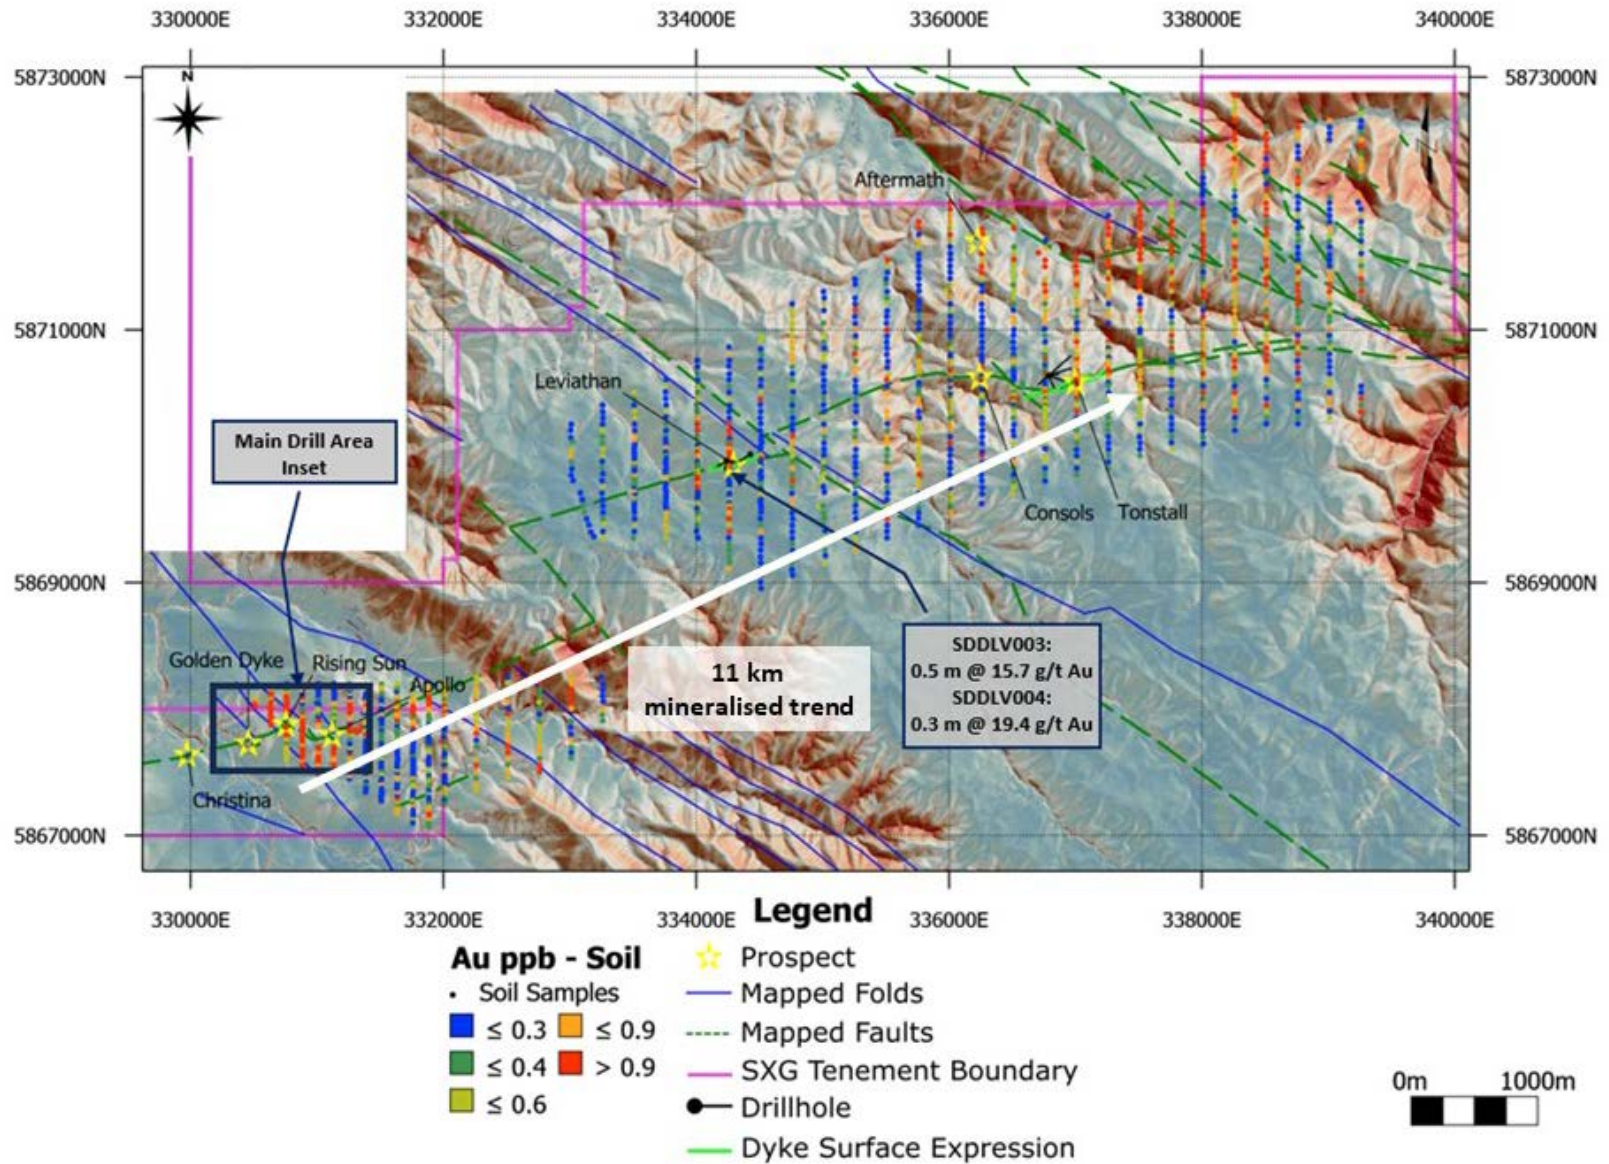 330000E 332000E 334000E 336000E 338000E 340000E
5873000N 5873000N
N
Aftermath
5871000N 5871000N
Leviathan
Main Drill Area
Inset
Consols Tonstall
5869000N 5869000N
SDDLV003:
0.5 m @ 15.7 g/t Au
SDDLV004:
0.3 m @ 19.4 g/t Au
Golden Dyke Rising Sun
Apollo
11 km
mineralised trend
Christina
5867000N 5867000N
330000E 332000E 334000E 336000E 338000E 340000E
Legend
Au ppb - Soil
Soil Samples
≤ 0.3 ≤ 0.9
≤ 0.4 > 0.9
≤ 0.6
Prospect
Mapped Folds
Mapped Faults
SXG Tenement Boundary
Drillhole
Dyke Surface Expression
0m 1000m